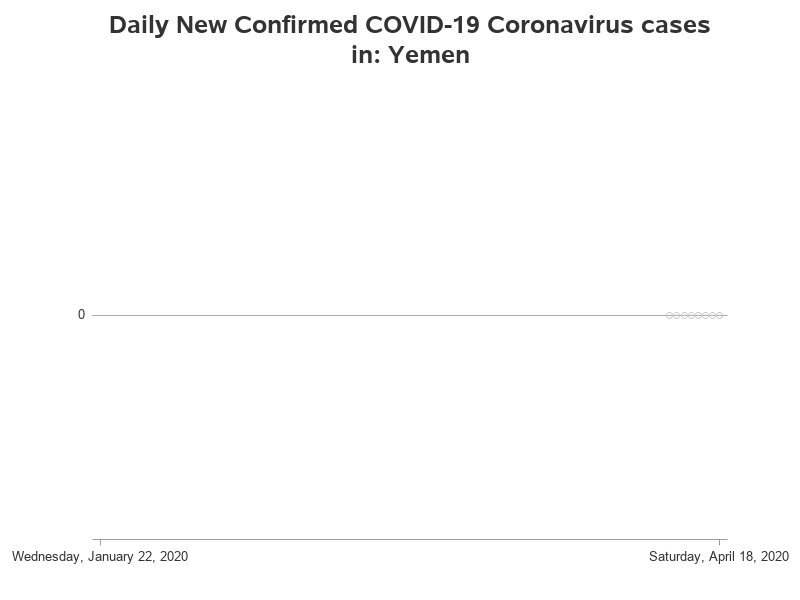 Daily New Confirmed COVID-19 Coronavirus cases
in: Yemen
0
Wednesday, January 22, 2020
Saturday, April 18, 2020